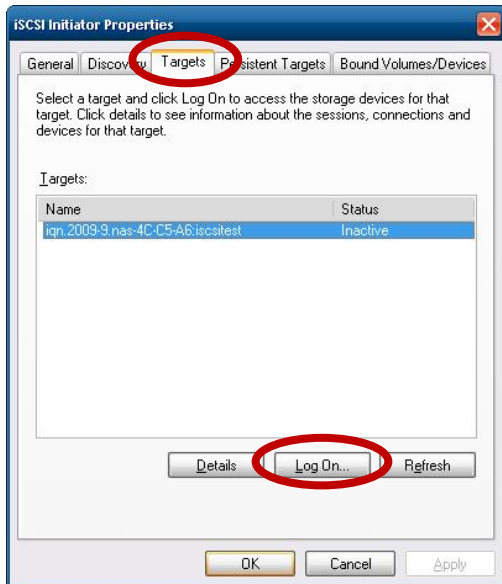 iSCSI Initiator Properties
General Discovery Targets Persistent Targets Bound Volumes/Devices
Select a target and click Log On to access the storage devices for that
target. Click details to see information about the sessions, connections and
devices for that target.
Targets:
Name Status
iqn.2009-9.nas-4C-C5-A6:iscsitest Inactive
Details Log On... Refresh
OK Cancel Apply